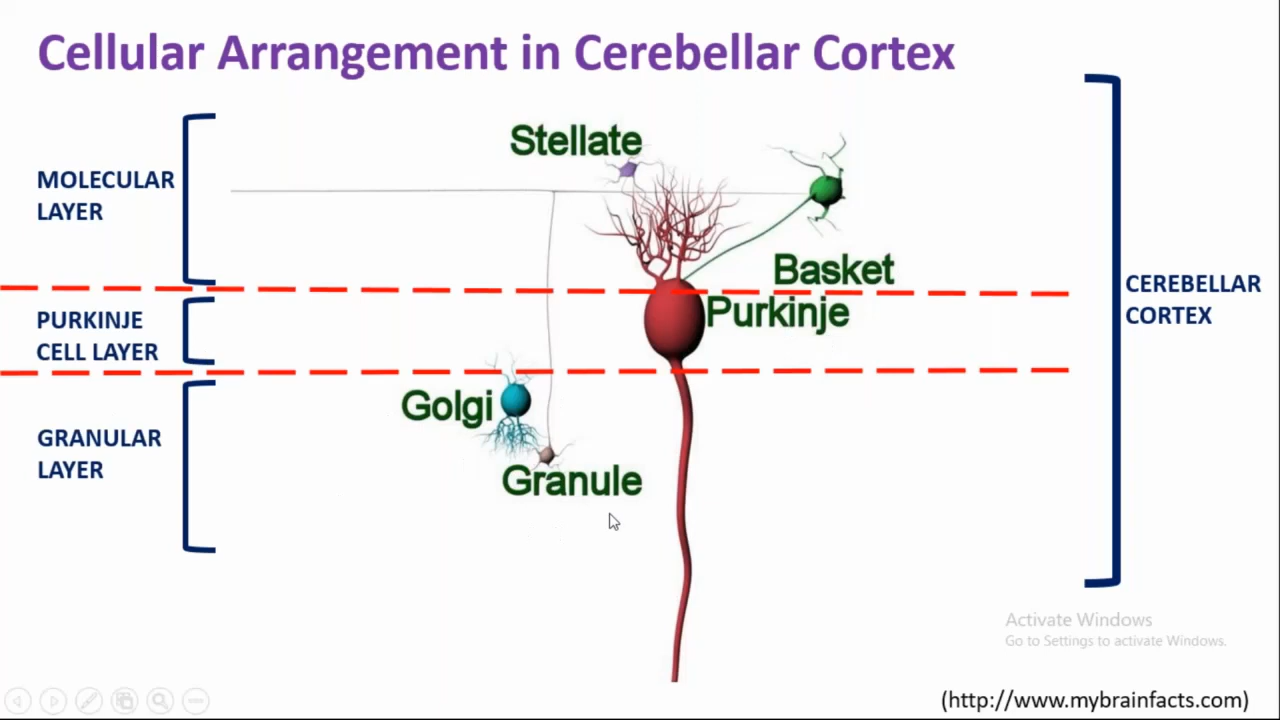 Cellular Arrangement in Cerebellar Cortex
Stellate
MOLECULAR
LAYER
Basket
CEREBELLAR
CORTEX
Purkinje
PURKINJE
CELL LAYER
Golgi
GRANULAR
LAYER
Granule
Activate Windows
Go to Settings to activate Windows.
(http://www.mybrainfacts.com)